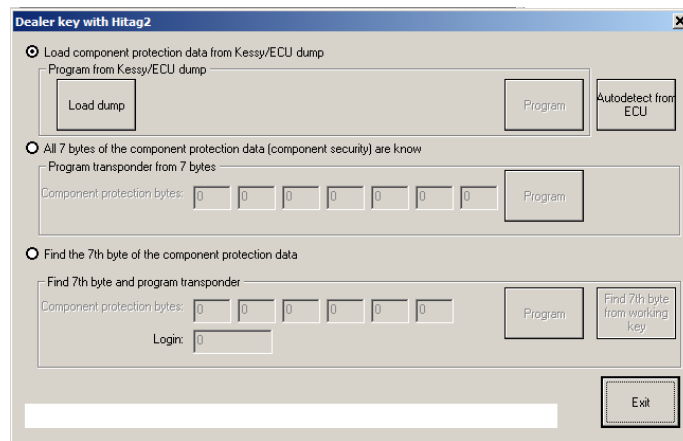 Dealer key with Hitag2
Load component protection data from Kessy/ECU dump
Program from Kessy/ECU dump
Load dump
Program
Autodetect from
ECU
All 7 bytes of the component protection data (component security) are know
Program transponder from 7 bytes
Component protection bytes: 0 0 0 0 0 0 0
Program
Find the 7th byte of the component protection data
Find 7th byte and program transponder
Component protection bytes: 0 0 0 0 0 0
Program
Find 7th byte
from working
key
Login: 0
Exit